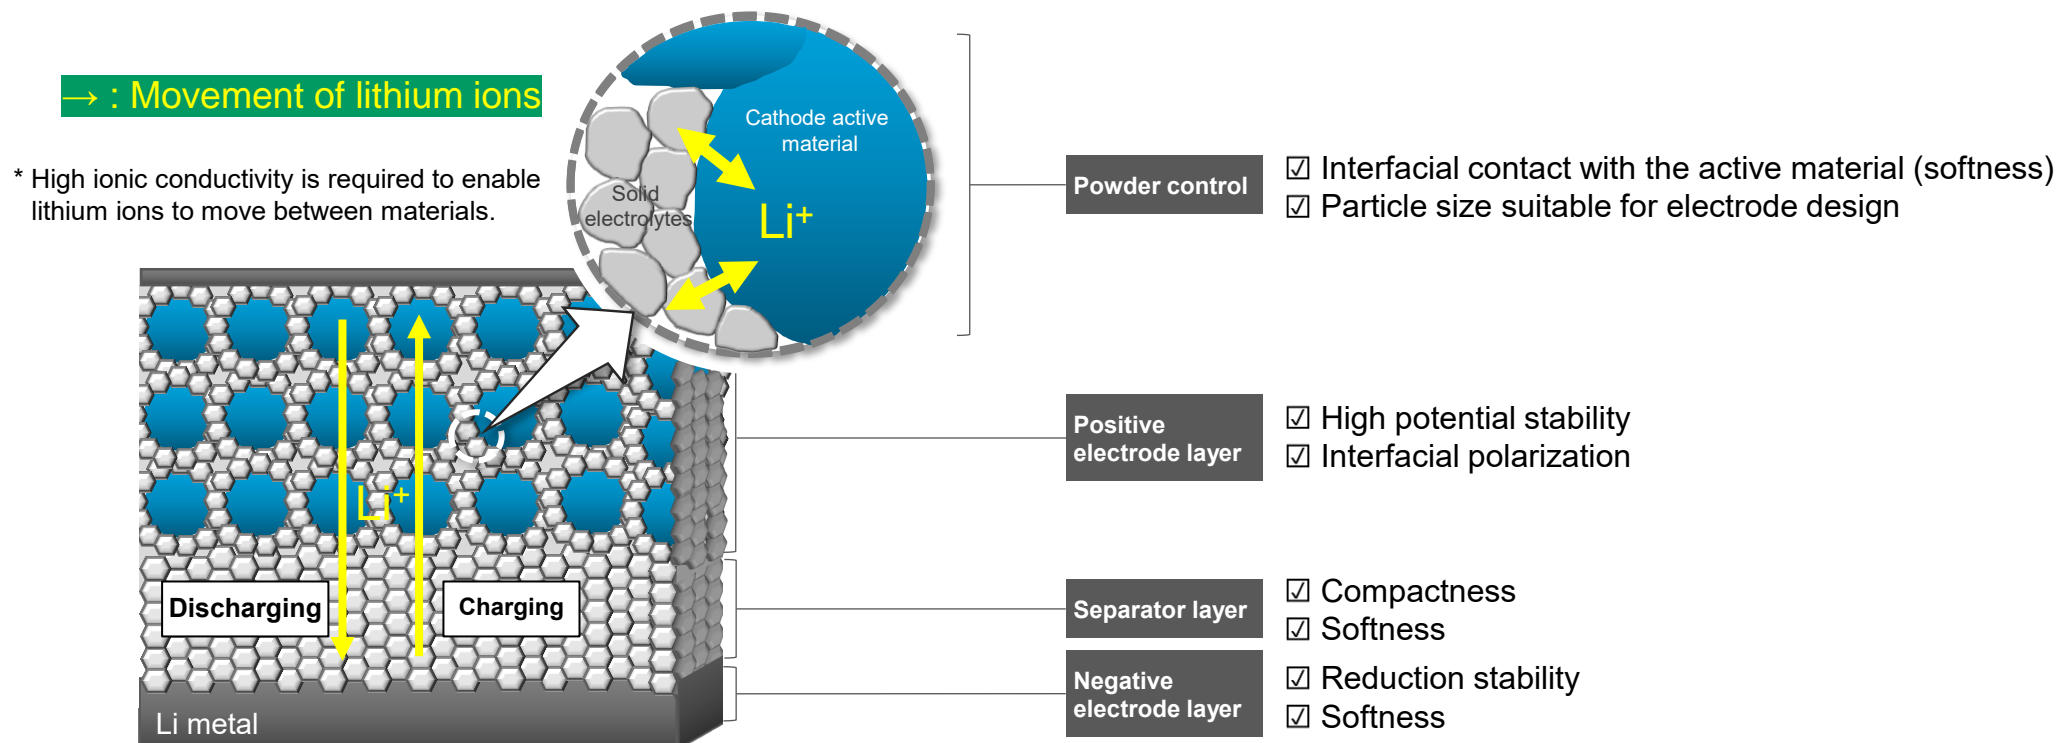 → : Movement of lithium ions
* High ionic conductivity is required to enable
lithium ions to move between materials.
Cathode active
material
Solid
electrolytes
Li⁺
Powder control
☑ Interfacial contact with the active material (softness)
☑ Particle size suitable for electrode design
Positive
electrode layer
☑ High potential stability
☑ Interfacial polarization
Li⁺
Discharging
Charging
Separator layer
☑ Compactness
☑ Softness
Negative
electrode layer
☑ Reduction stability
☑ Softness
Li metal